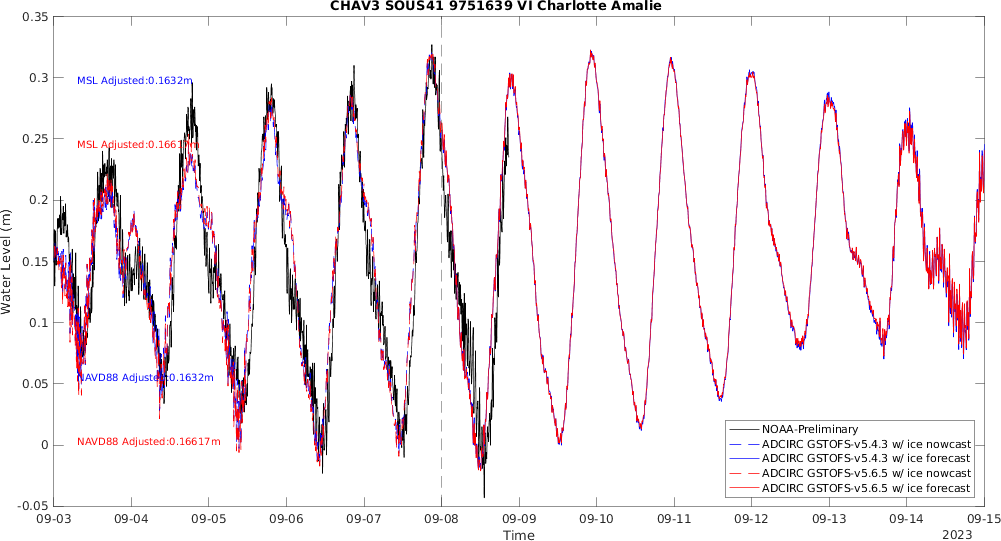 CHAV3 SOUS41 9751639 VI Charlotte Amalie
0.35
0.3
0.25
0.2
0.15
0.1
0.05
0
-0.05
Water Level (m)
MSL Adjusted:0.1632m
MSL Adjusted:0.16617m
NAVD88 Adjusted:0.1632m
NAVD88 Adjusted:0.16617m
NOAA-Preliminary
ADCIRC GSTOFS-v5.4.3 w/ ice nowcast
ADCIRC GSTOFS-v5.4.3 w/ ice forecast
ADCIRC GSTOFS-v5.6.5 w/ ice nowcast
ADCIRC GSTOFS-v5.6.5 w/ ice forecast
09-03 09-04 09-05 09-06 09-07 09-08 09-09 09-10 09-11 09-12 09-13 09-14 09-15
Time
2023